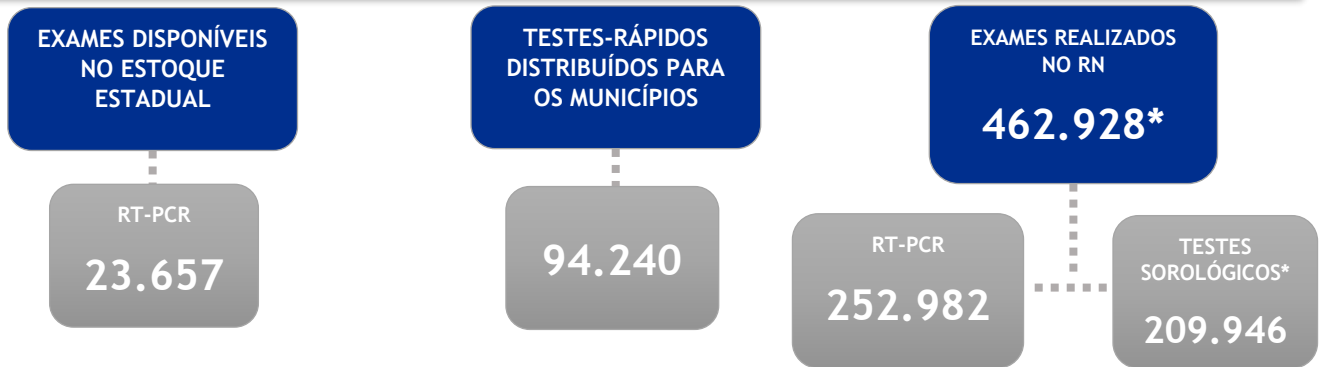 EXAMES DISPONÍVEIS
NO ESTOQUE
ESTADUAL
RT-PCR
23.657
TESTES-RÁPIDOS
DISTRIBUÍDOS PARA
OS MUNICÍPIOS
94.240
EXAMES REALIZADOS
NO RN
462.928*
RT-PCR
252.982
TESTES
SOROLÓGICOS*
209.946